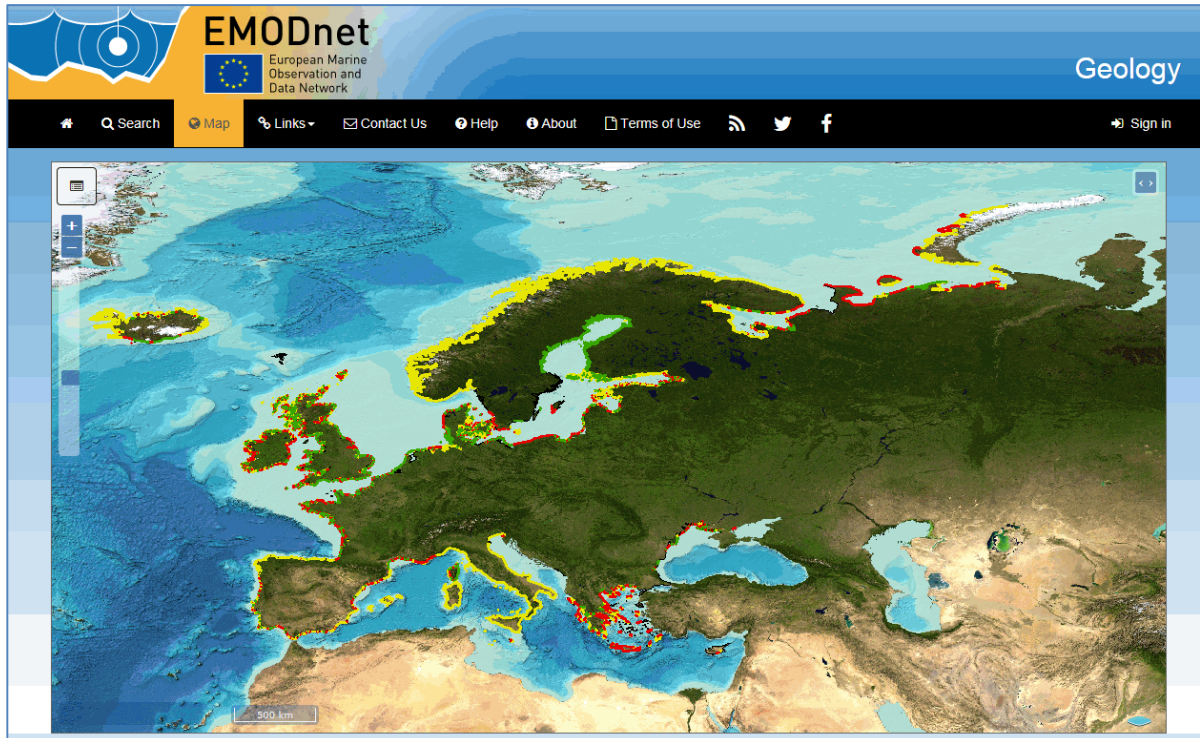 EMODnet
European Marine
Observation and
Data Network
Geology
Search
Map
Links
Contact Us
Help
About
Terms of Use
Sign in
+
−
500 km